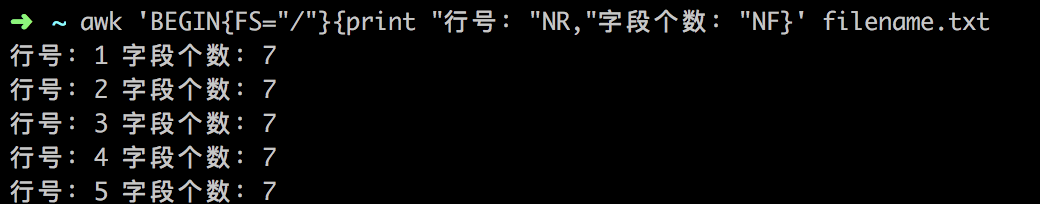 ➜ ~ awk 'BEGIN{FS="/"}{print "行号: "NR,"字段个数: "NF}' filename.txt
行号: 1 字段个数: 7
行号: 2 字段个数: 7
行号: 3 字段个数: 7
行号: 4 字段个数: 7
行号: 5 字段个数: 7